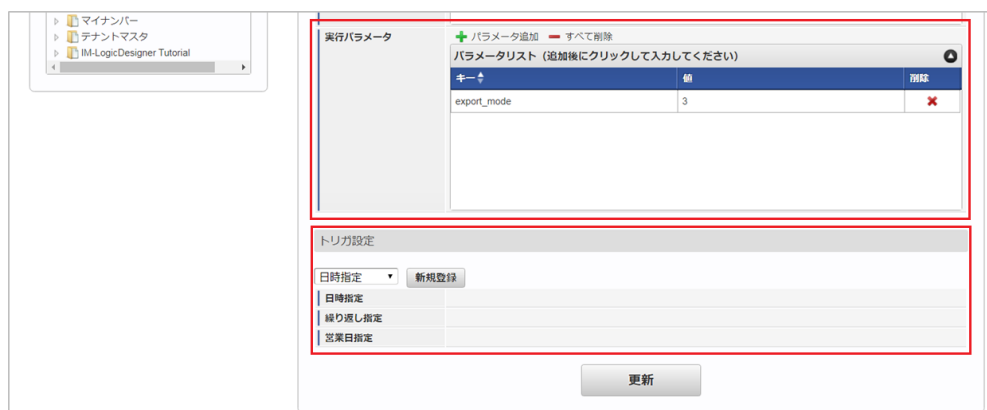 マイナンバー
テナントマスタ
IM-LogicDesigner Tutorial
実行パラメータ
パラメータ追加 すべて削除
パラメータリスト（追加後にクリックして入力してください）
キー 値 削除
export_mode 3
トリガ設定
日時指定 新規登録
日時指定
繰り返し指定
営業日指定
更新